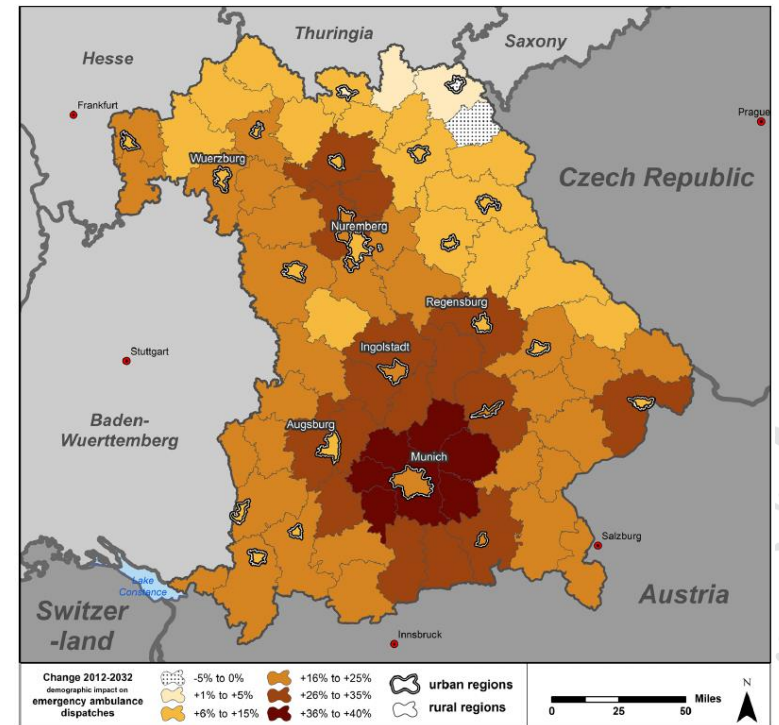 Thuringia
Saxony
Hesse
Frankfurt
Prague
Wuerzburg
Czech Republic
Nuremberg
Regensburg
Stuttgart
Ingolstadt
Baden-
Wuerttemberg
Augsburg
Munich
Salzburg
Lake
Constance
Austria
Switzer
-land
Innsbruck
Change 2012-2032
demographic impact on
emergency ambulance
dispatches
-5% to 0%
+1% to +5%
+6% to +15%
+16% to +25%
+26% to +35%
+36% to +40%
urban regions
rural regions
Miles
0 25 50
N